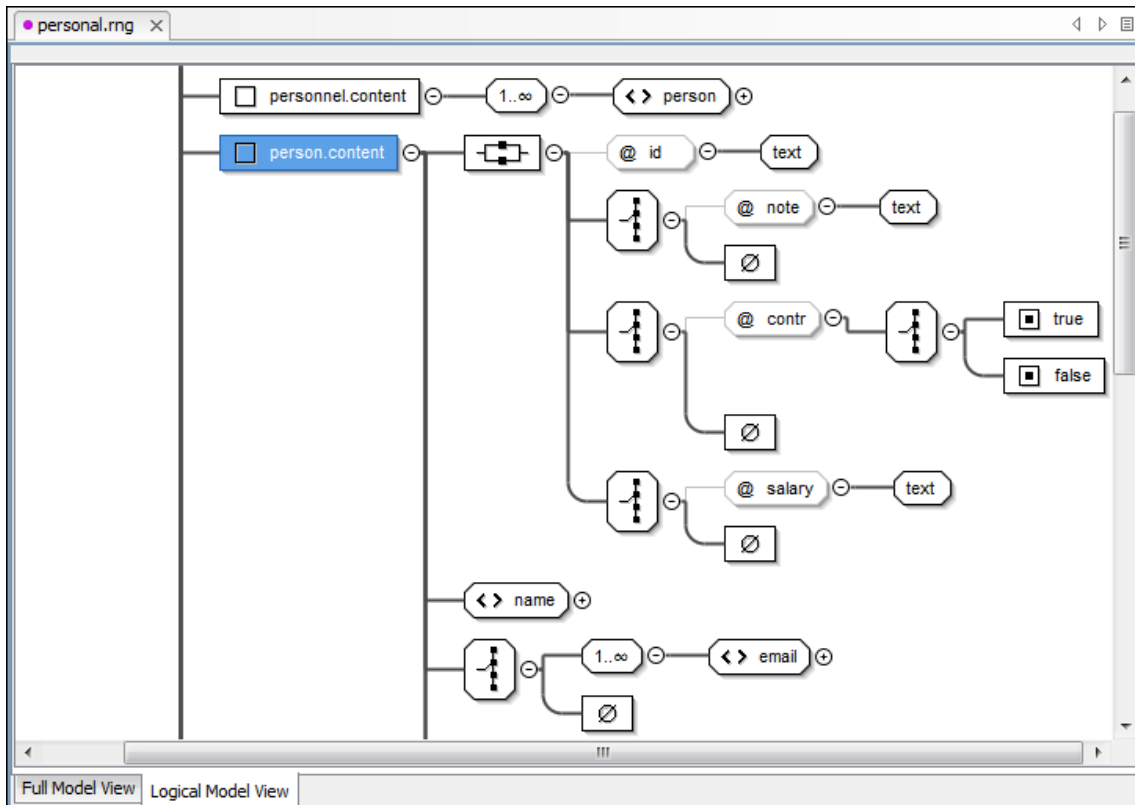 personal.rng
personnel.content 1..∞ <> person
person.content @ id text
@ note text
∅
@ contr true
false
∅
@ salary text
∅
<> name
1..∞ <> email
∅
Full Model View Logical Model View